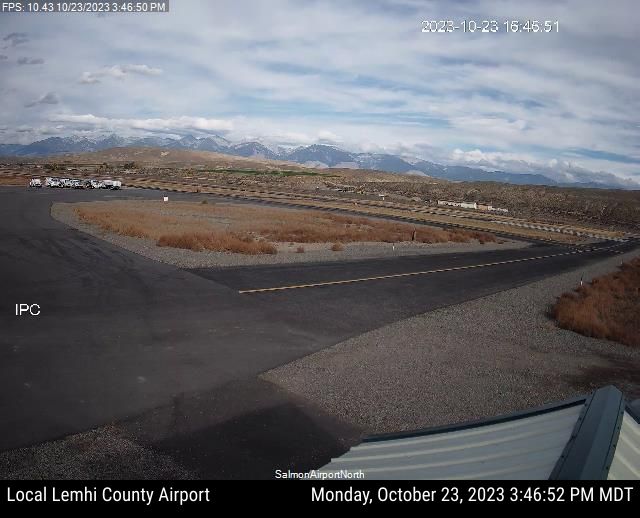 FPS: 10.43 10/23/2023 3:46:50 PM
2023-10-23 15:45:51
IPC
SalmonAirportNorth
Local Lemhi County Airport Monday, October 23, 2023 3:46:52 PM MDT